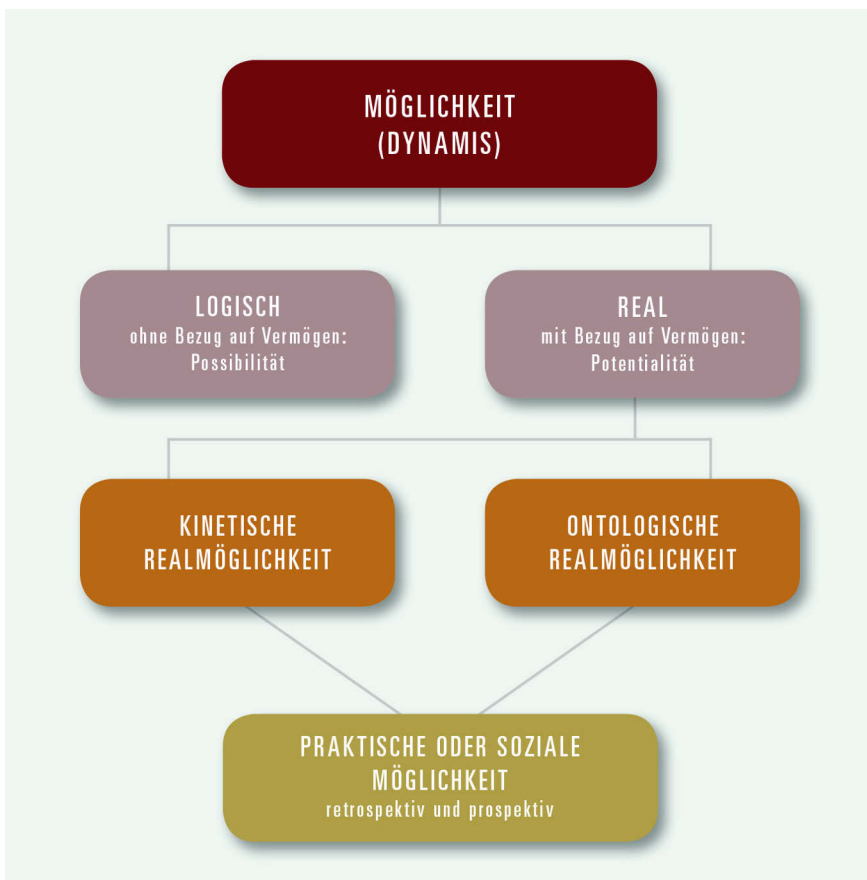 MÖGLICHKEIT
(DYNAMIS)
LOGISCH
ohne Bezug auf Vermögen:
Possibilität
REAL
mit Bezug auf Vermögen:
Potentialität
KINETISCHE
REALMÖGLICHKEIT
ONTOLOGISCHE
REALMÖGLICHKEIT
PRAKTISCHE ODER SOZIALE
MÖGLICHKEIT
retrospektiv und prospektiv